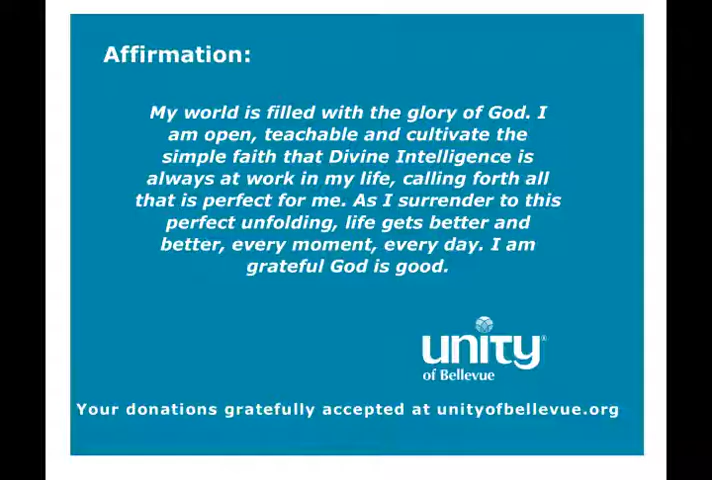 Affirmation:
My world is filled with the glory of God. I
am open, teachable and cultivate the
simple faith that Divine Intelligence is
always at work in my life, calling forth all
that is perfect for me. As I surrender to this
perfect unfolding, life gets better and
better, every moment, every day. I am
grateful God is good.
unity®
of Bellevue
Your donations gratefully accepted at unityofbellevue.org